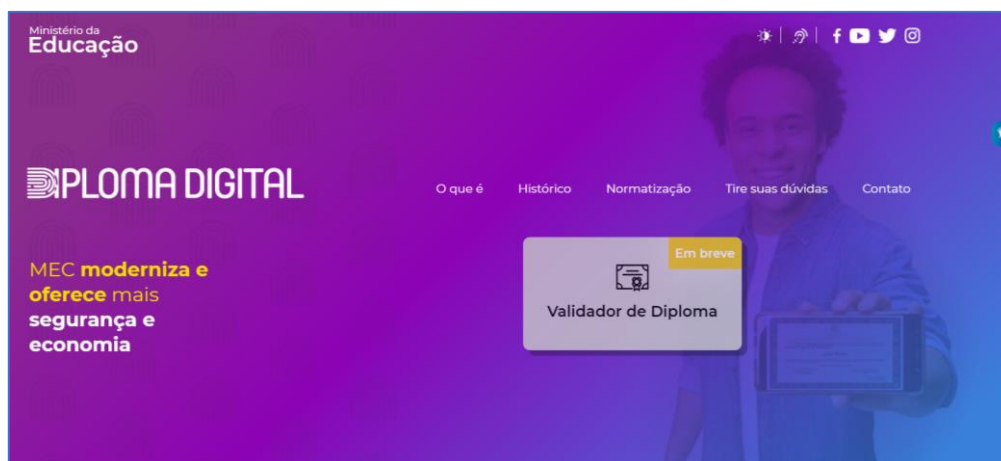 Ministério da
Educação
DIPLOMA DIGITAL
O que é Histórico Normatização Tire suas dúvidas Contato
MEC moderniza e
oferece mais
segurança e
economia
Em breve
Validador de Diploma